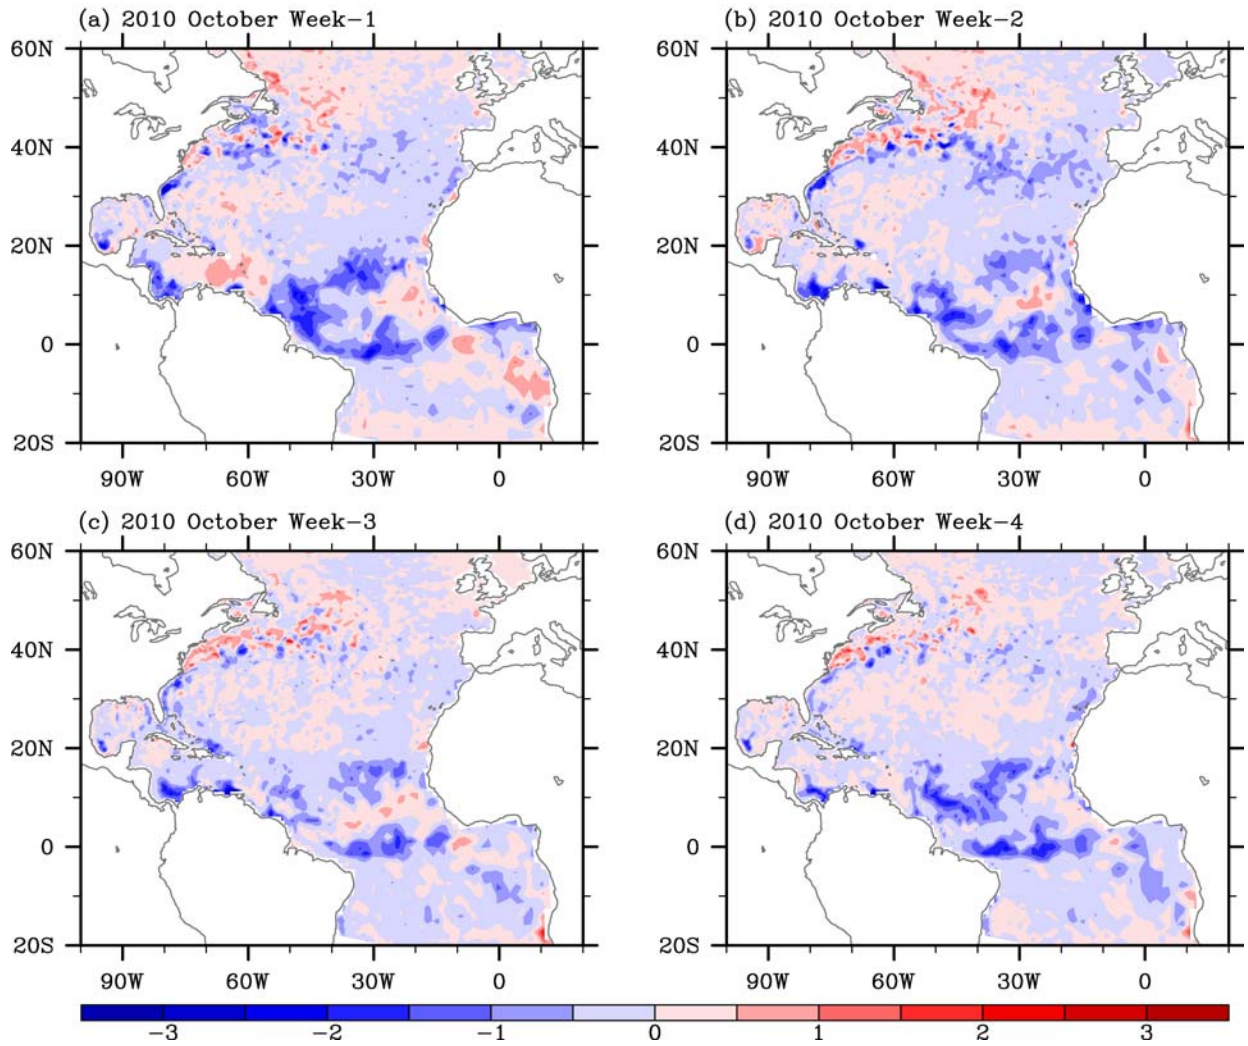 (a) 2010 October Week-1
(b) 2010 October Week-2
60N
60N
40N
40N
20N
20N
0
0
20S
20S
90W 60W 30W 0
90W 60W 30W 0
(c) 2010 October Week-3
(d) 2010 October Week-4
60N
60N
40N
40N
20N
20N
0
0
20S
20S
90W 60W 30W 0
90W 60W 30W 0
-3 -2 -1 0 1 2 3